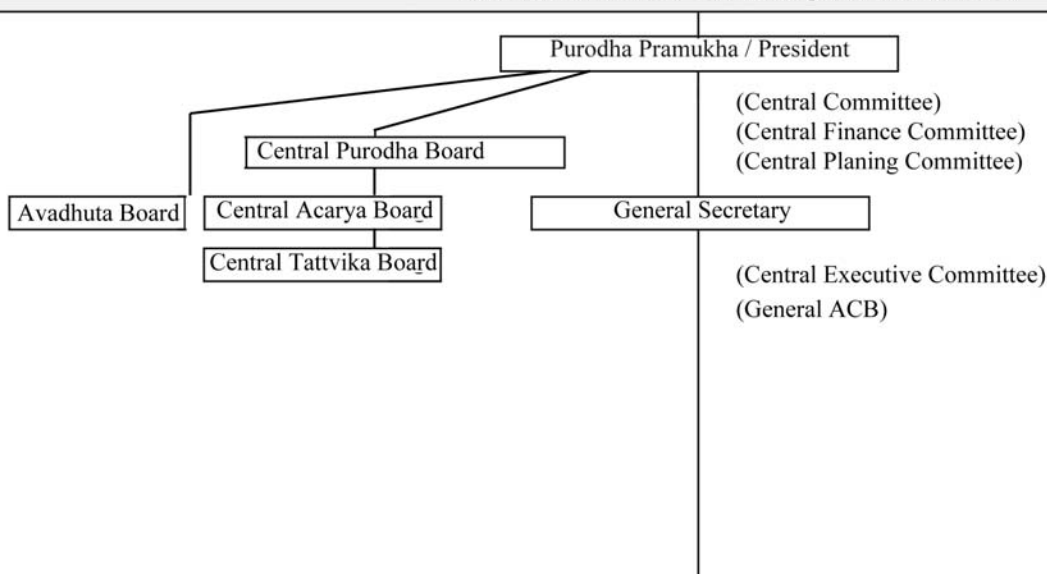 Purodha Pramukha / President
(Central Committee)
(Central Finance Committee)
(Central Planing Committee)
Central Purodha Board
Avadhuta Board
Central Acarya Board
General Secretary
Central Tattvika Board
(Central Executive Committee)
(General ACB)